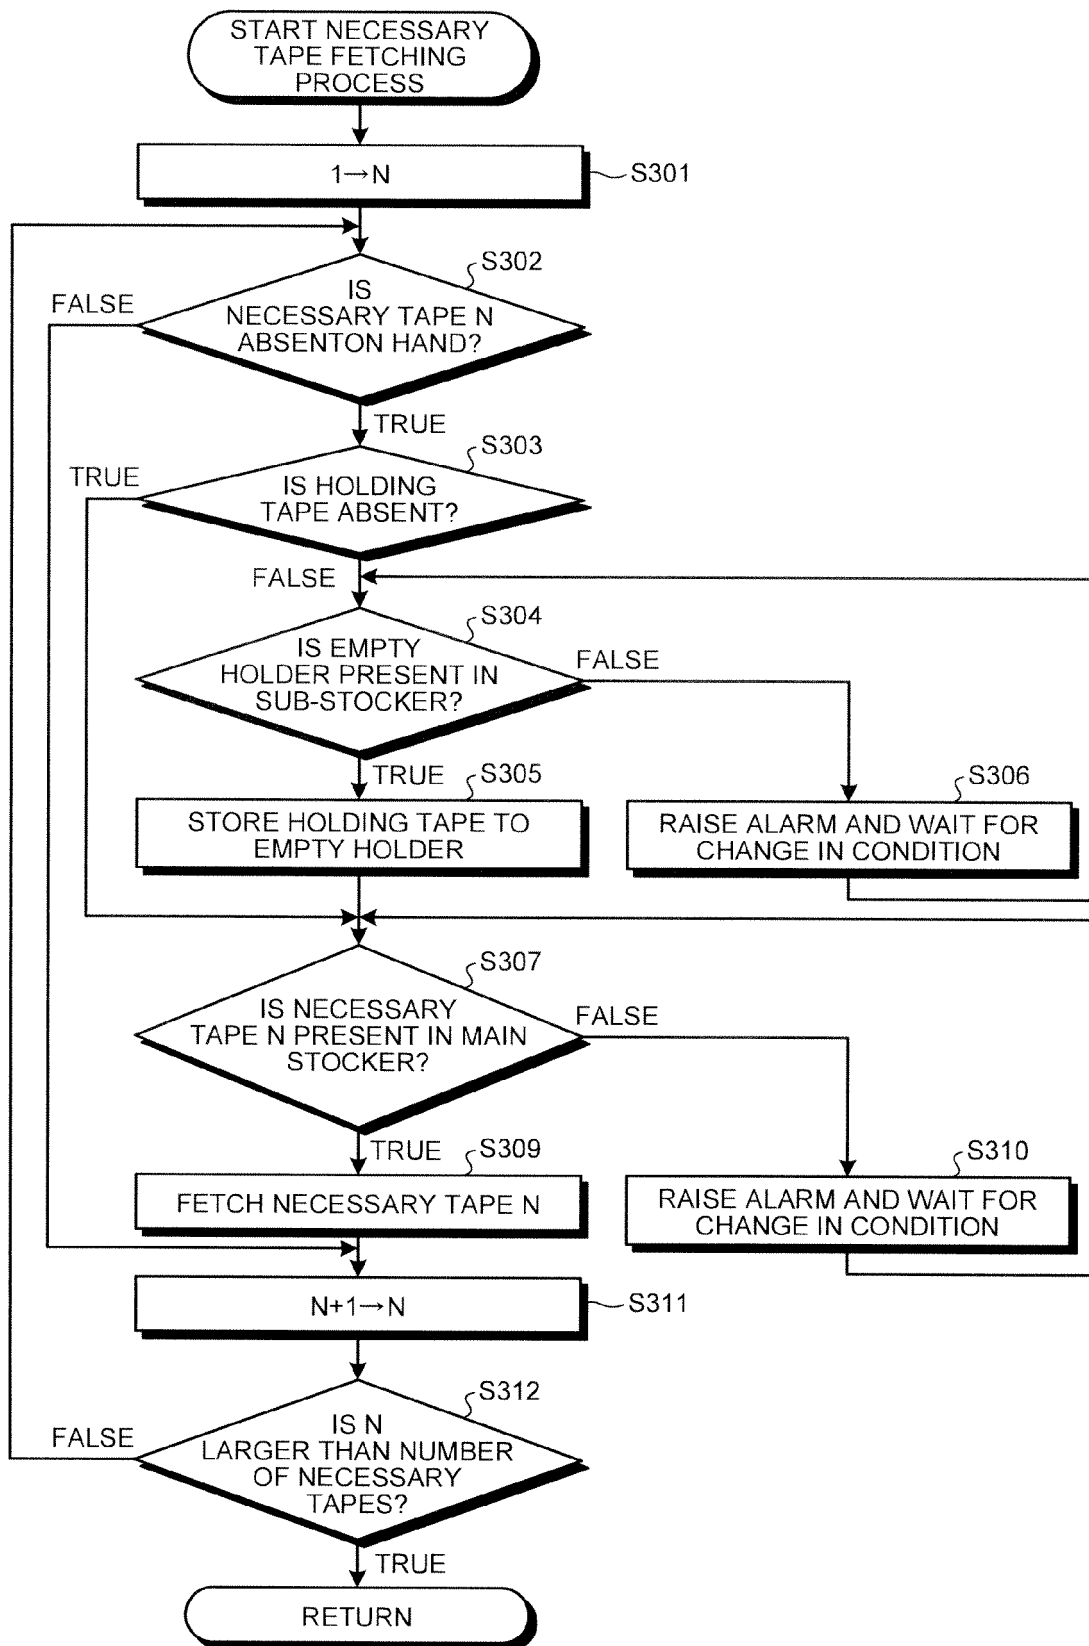 START NECESSARY
TAPE FETCHING
PROCESS
1→N
S301
S302
IS
NECESSARY TAPE N
ABSENTON HAND?
FALSE
TRUE
S303
IS HOLDING
TAPE ABSENT?
TRUE
FALSE
S304
IS EMPTY
HOLDER PRESENT IN
SUB-STOCKER?
FALSE
TRUE
S305
STORE HOLDING TAPE TO
EMPTY HOLDER
S306
RAISE ALARM AND WAIT FOR
CHANGE IN CONDITION
S307
IS NECESSARY
TAPE N PRESENT IN MAIN
STOCKER?
FALSE
TRUE
S309
FETCH NECESSARY TAPE N
S310
RAISE ALARM AND WAIT FOR
CHANGE IN CONDITION
N+1→N
S311
S312
IS N
LARGER THAN NUMBER
OF NECESSARY
TAPES?
FALSE
TRUE
RETURN